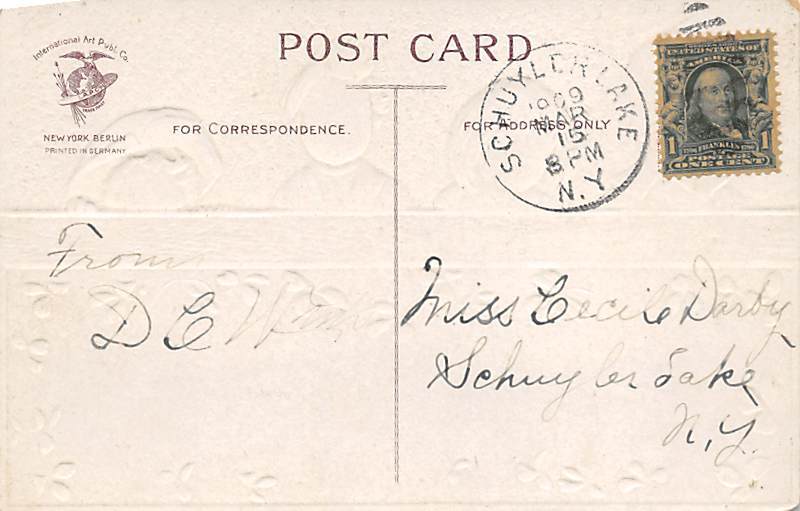 International Art Publ. Co.
NEW YORK BERLIN
PRINTED IN GERMANY
POST CARD
FOR CORRESPONDENCE.
FOR ADDRESS ONLY
SCHUYLER LAKE
1909
MAR
15
8 PM
N.Y
UNITED STATES OF
AMERICA
1 FRANKLIN 1
POSTAGE
ONE CENT
From
D C
Miss Cecile Darby
Schuyler Lake
N.Y.